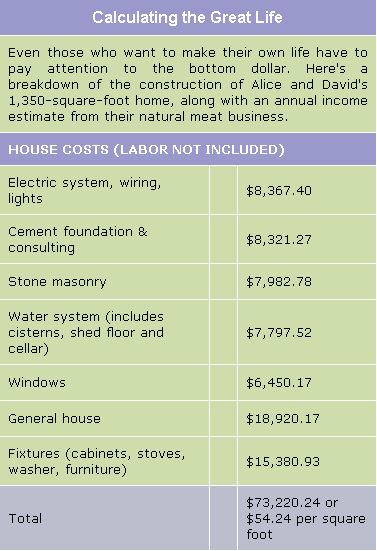 Calculating the Great Life
Even those who want to make their own life have to
pay attention to the bottom dollar. Here's a
breakdown of the construction of Alice and David's
1,350-square-foot home, along with an annual income
estimate from their natural meat business.
HOUSE COSTS (LABOR NOT INCLUDED)
Electric system, wiring,
lights
$8,367.40
Cement foundation &
consulting
$8,321.27
Stone masonry
$7,982.78
Water system (includes
cisterns, shed floor and
cellar)
$7,797.52
Windows
$6,450.17
General house
$18,920.17
Fixtures (cabinets, stoves,
washer, furniture)
$15,380.93
Total
$73,220.24 or
$54.24 per square
foot